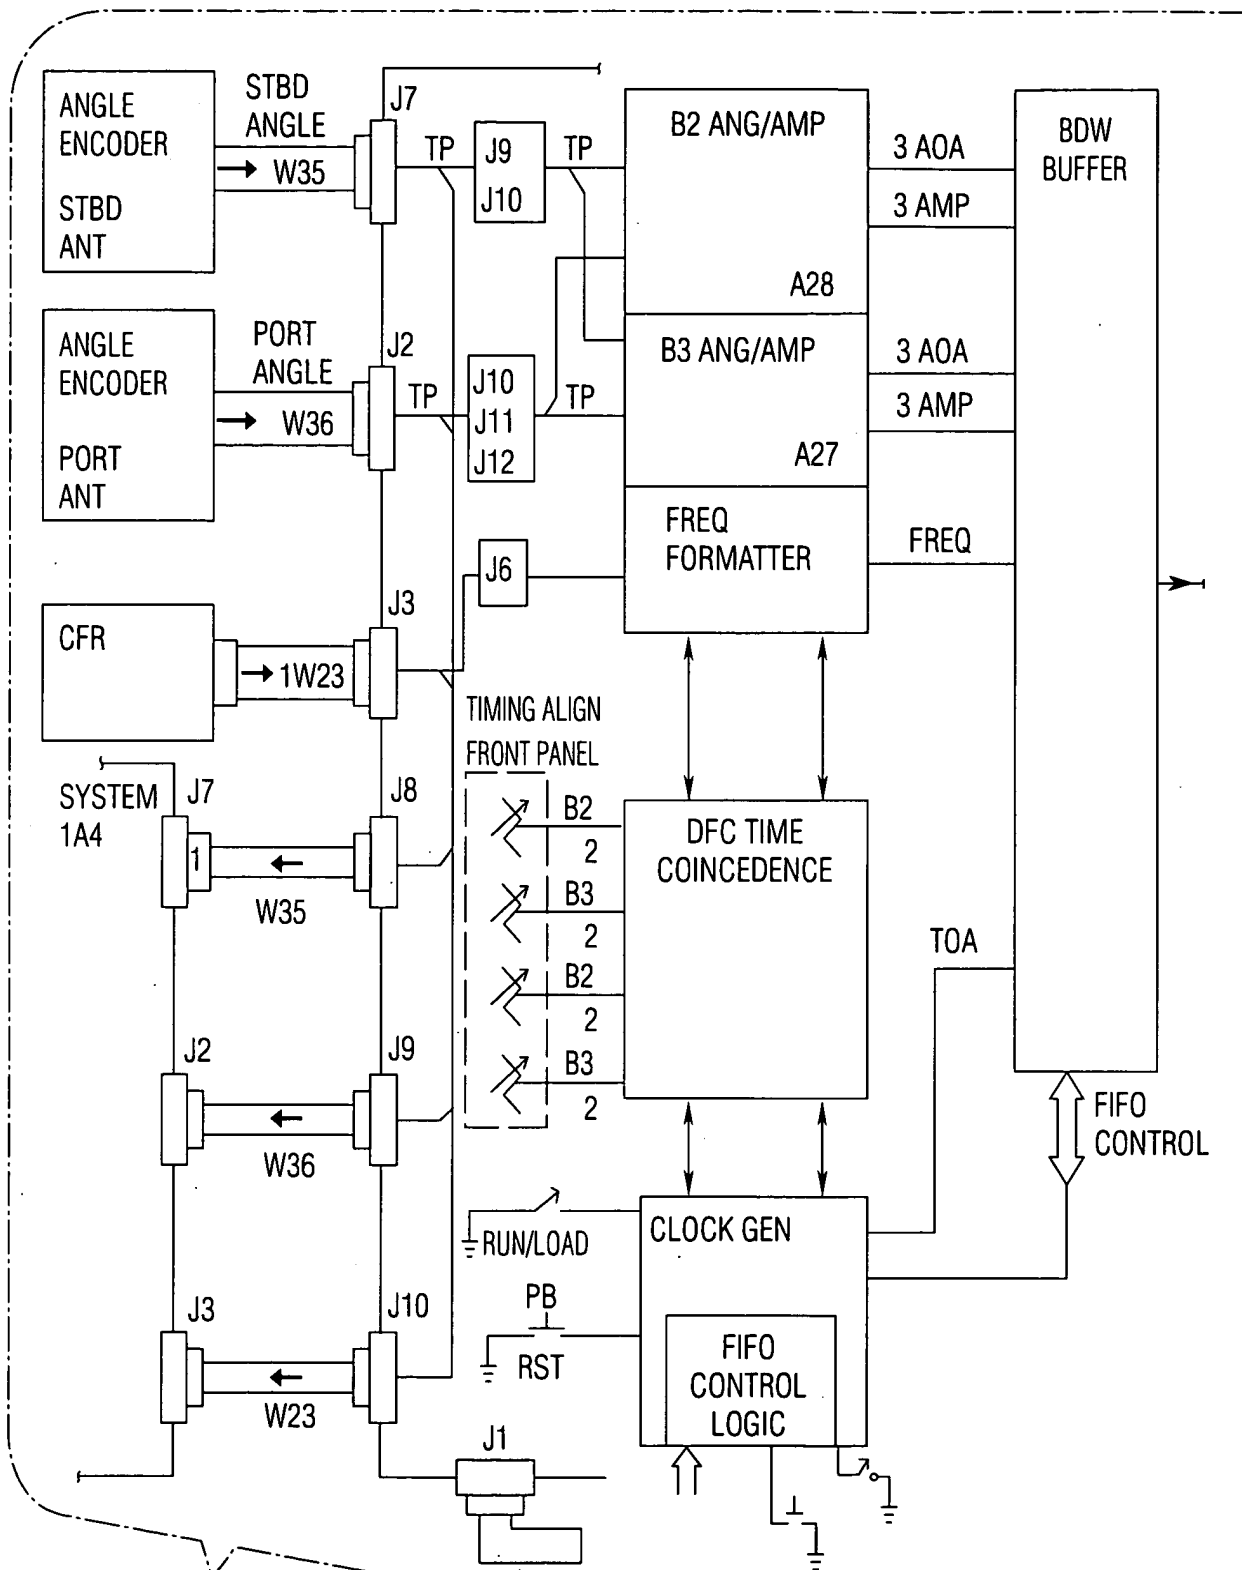 ANGLE
ENCODER
STBD
ANT
STBD
ANGLE
W35
J7
TP
J9
J10
TP
B2 ANG/AMP
A28
3 AOA
3 AMP
BDW
BUFFER
ANGLE
ENCODER
PORT
ANT
PORT
ANGLE
W36
J2
TP
J10
J11
J12
TP
B3 ANG/AMP
A27
3 AOA
3 AMP
FREQ
FORMATTER
FREQ
J6
CFR
1W23
J3
TIMING ALIGN
FRONT PANEL
SYSTEM
1A4
J7
1
W35
J8
B2
2
B3
2
B2
2
B3
2
DFC TIME
COINCEDENCE
TOA
J2
W36
J9
FIFO
CONTROL
RUN/LOAD
CLOCK GEN
PB
RST
FIFO
CONTROL
LOGIC
J3
W23
J10
J1